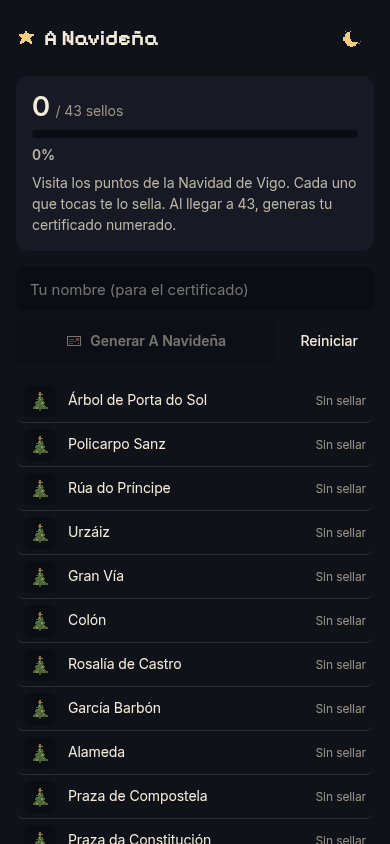 A Navideña
0 / 43 sellos
0%
Visita los puntos de la Navidad de Vigo. Cada uno
que tocas te lo sella. Al llegar a 43, generas tu
certificado numerado.
Tu nombre (para el certificado)
Generar A Navideña Reiniciar
Árbol de Porta do Sol Sin sellar
Policarpo Sanz Sin sellar
Rúa do Príncipe Sin sellar
Urzáiz Sin sellar
Gran Vía Sin sellar
Colón Sin sellar
Rosalía de Castro Sin sellar
García Barbón Sin sellar
Alameda Sin sellar
Praza de Compostela Sin sellar
Praza da Constitución Sin sellar